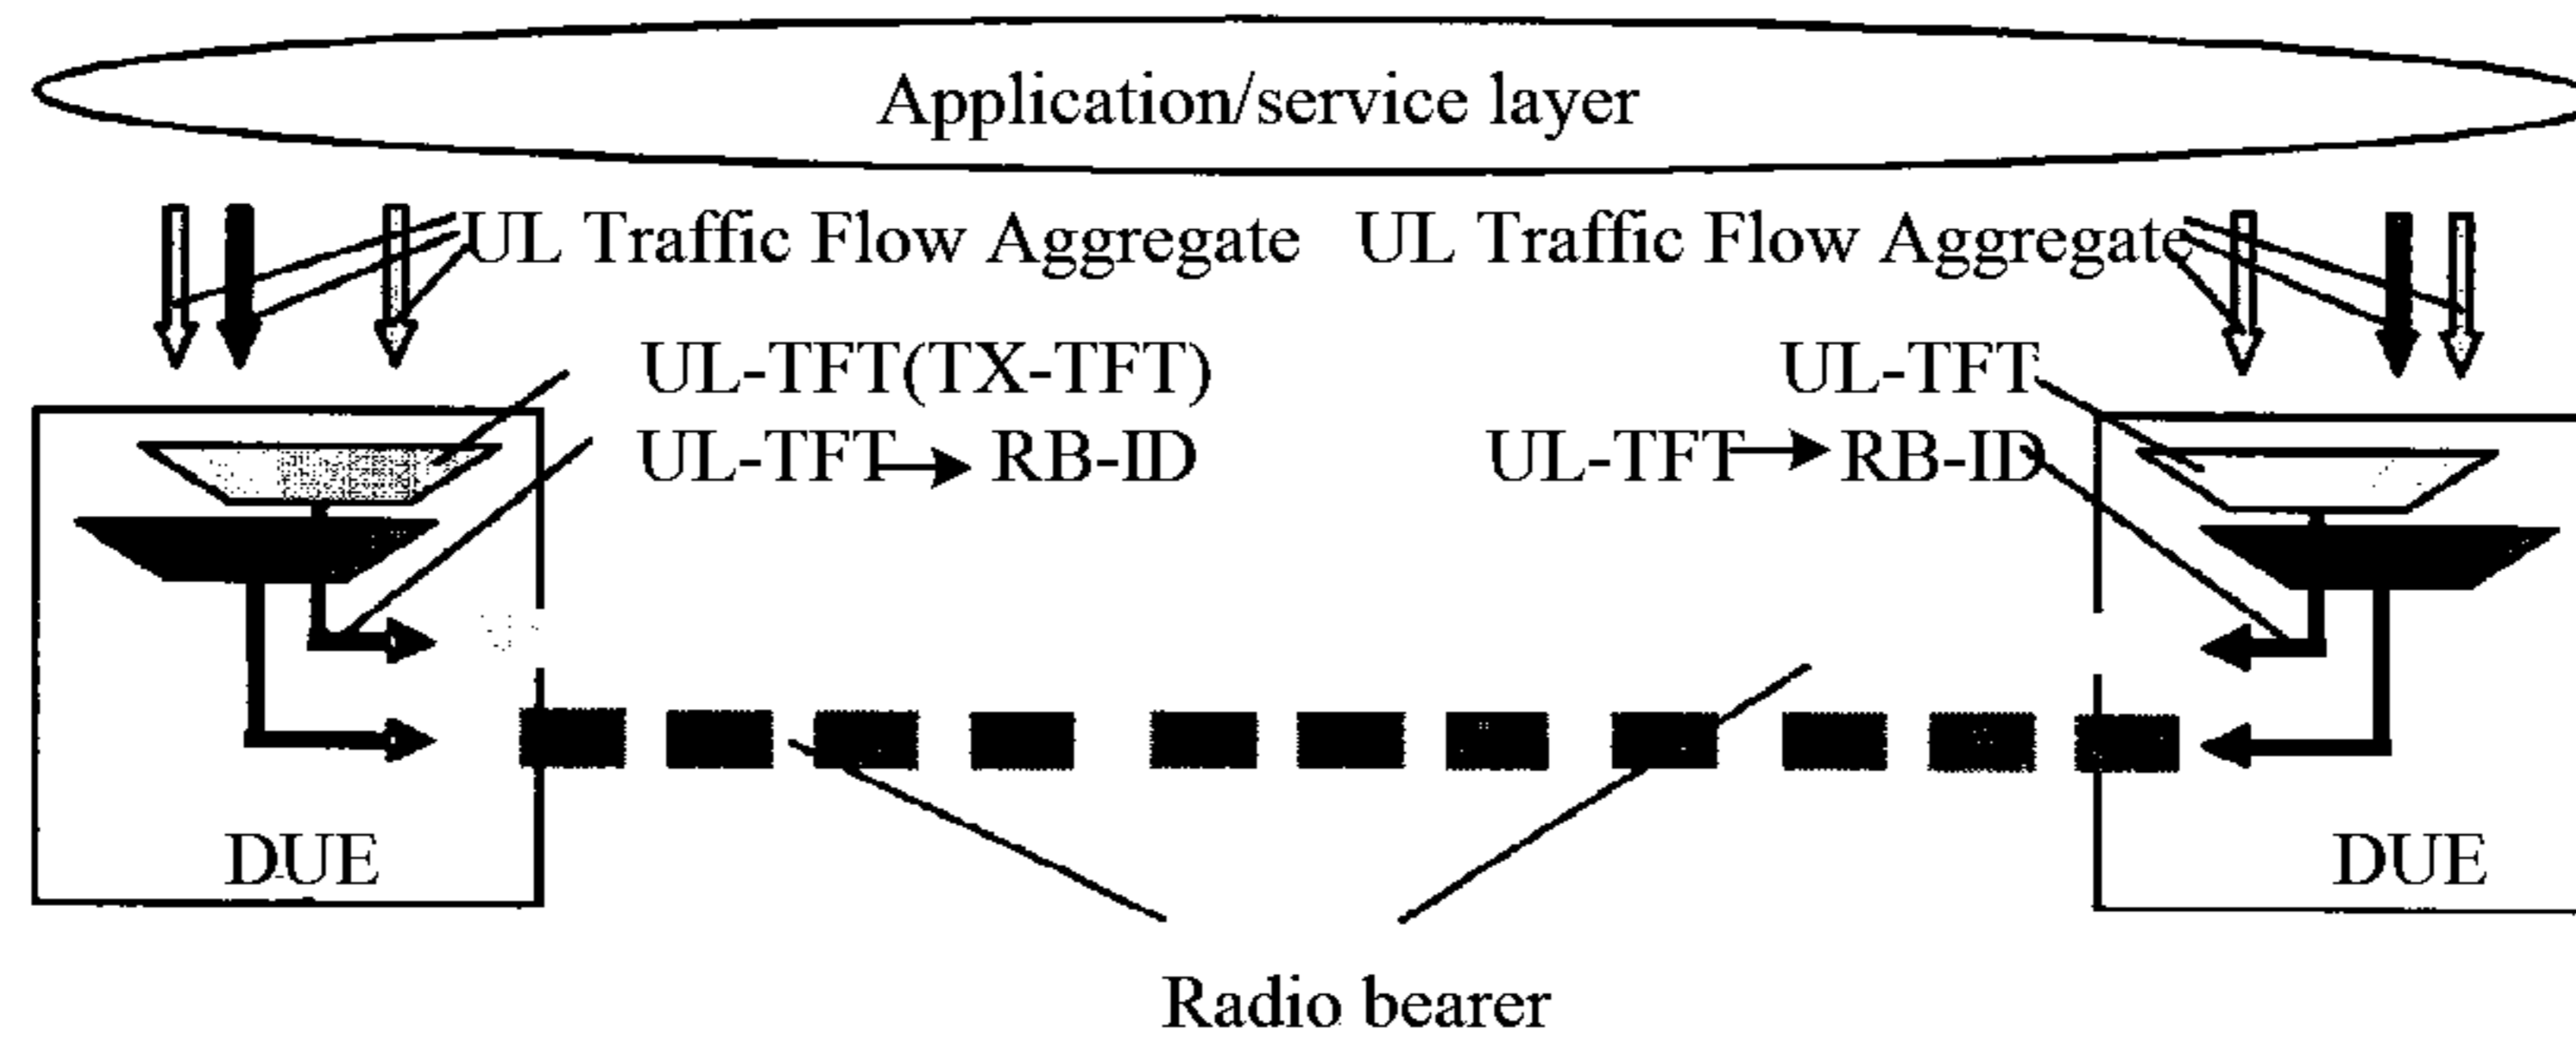 Application/service layer
UL Traffic Flow Aggregate UL Traffic Flow Aggregate
UL-TFT(TX-TFT) UL-TFT
UL-TFT → RB-ID UL-TFT → RB-ID
DUE DUE
Radio bearer